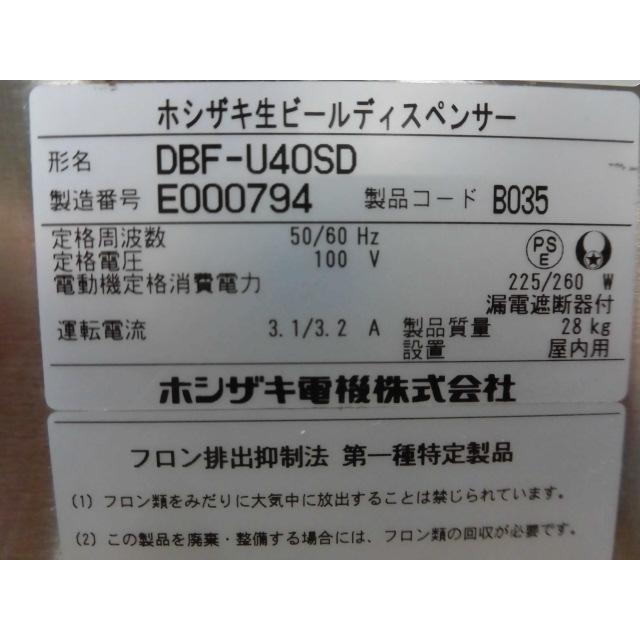 ホシザキ生ビールディスペンサー
形名 DBF-U40SD
製造番号 E000794 製品コード B035
定格周波数 50/60 Hz
定格電圧 100 V
PS
E
電動機定格消費電力 225/260 W
漏電遮断器付
運転電流 3.1/3.2 A 製品質量 28 kg
設置 屋内用
ホシザキ電機株式会社
フロン排出抑制法 第一種特定製品
(1) フロン類をみだりに大気中に放出することは禁じられています。
(2) この製品を廃棄・整備する場合には、フロン類の回収が必要です。